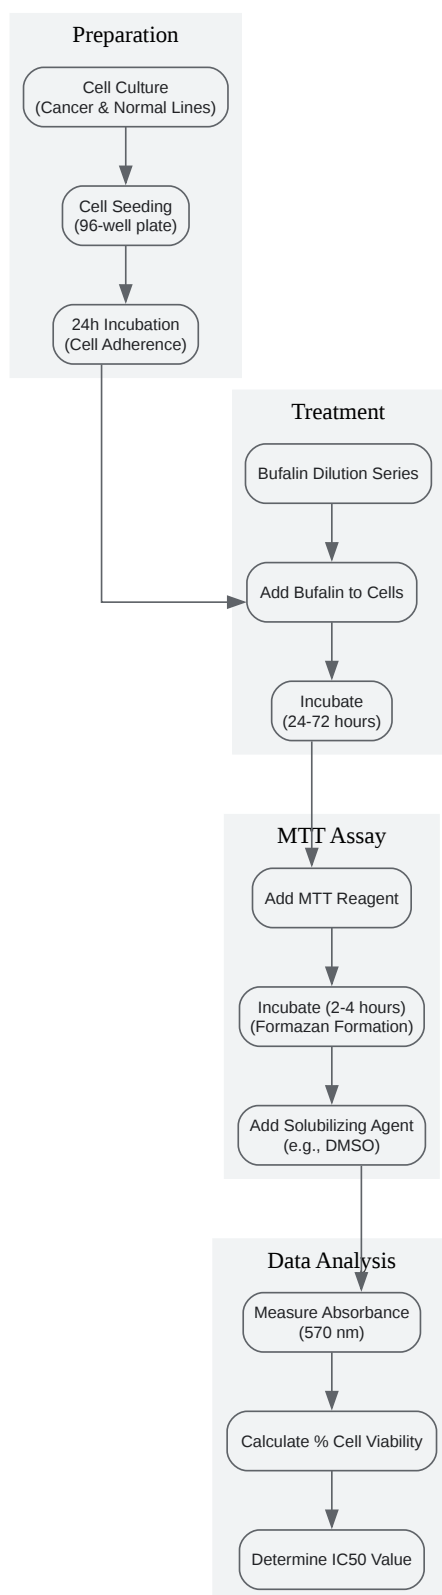 Preparation
Cell Culture
(Cancer & Normal Lines)
Cell Seeding
(96-well plate)
24h Incubation
(Cell Adherence)
Treatment
Bufalin Dilution Series
Add Bufalin to Cells
Incubate
(24-72 hours)
MTT Assay
Add MTT Reagent
Incubate (2-4 hours)
(Formazan Formation)
Add Solubilizing Agent
(e.g., DMSO)
Data Analysis
Measure Absorbance
(570 nm)
Calculate % Cell Viability
Determine IC50 Value